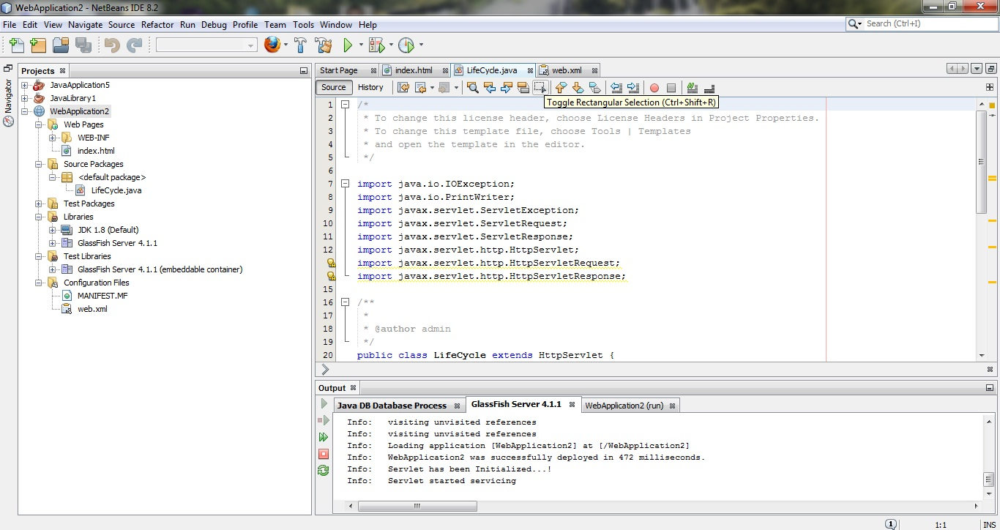 WebApplication2 - NetBeans IDE 8.2
File Edit View Navigate Source Refactor Run Debug Profile Team Tools Window Help
Search (Ctrl+I)
Navigator
Projects
JavaApplication5
JavaLibrary1
WebApplication2
Web Pages
WEB-INF
index.html
Source Packages
<default package>
LifeCycle.java
Test Packages
Libraries
JDK 1.8 (Default)
GlassFish Server 4.1.1
Test Libraries
GlassFish Server 4.1.1 (embeddable container)
Configuration Files
MANIFEST.MF
web.xml
Start Page index.html LifeCycle.java web.xml
Source History
Toggle Rectangular Selection (Ctrl+Shift+R)
1 /*
2 * To change this license header, choose License Headers in Project Properties.
3 * To change this template file, choose Tools | Templates
4 * and open the template in the editor.
5 */
6
7 import java.io.IOException;
8 import java.io.PrintWriter;
9 import javax.servlet.ServletException;
10 import javax.servlet.ServletRequest;
11 import javax.servlet.ServletResponse;
12 import javax.servlet.http.HttpServlet;
import javax.servlet.http.HttpServletRequest;
import javax.servlet.http.HttpServletResponse;
15
16 /**
17 *
18 * @author admin
19 */
20 public class LifeCycle extends HttpServlet {
Output
Java DB Database Process GlassFish Server 4.1.1 WebApplication2 (run)
Info: visiting unvisited references
Info: visiting unvisited references
Info: Loading application [WebApplication2] at [/WebApplication2]
Info: WebApplication2 was successfully deployed in 472 milliseconds.
Info: Servlet has been Initialized...!
Info: Servlet started servicing
1 1:1 INS